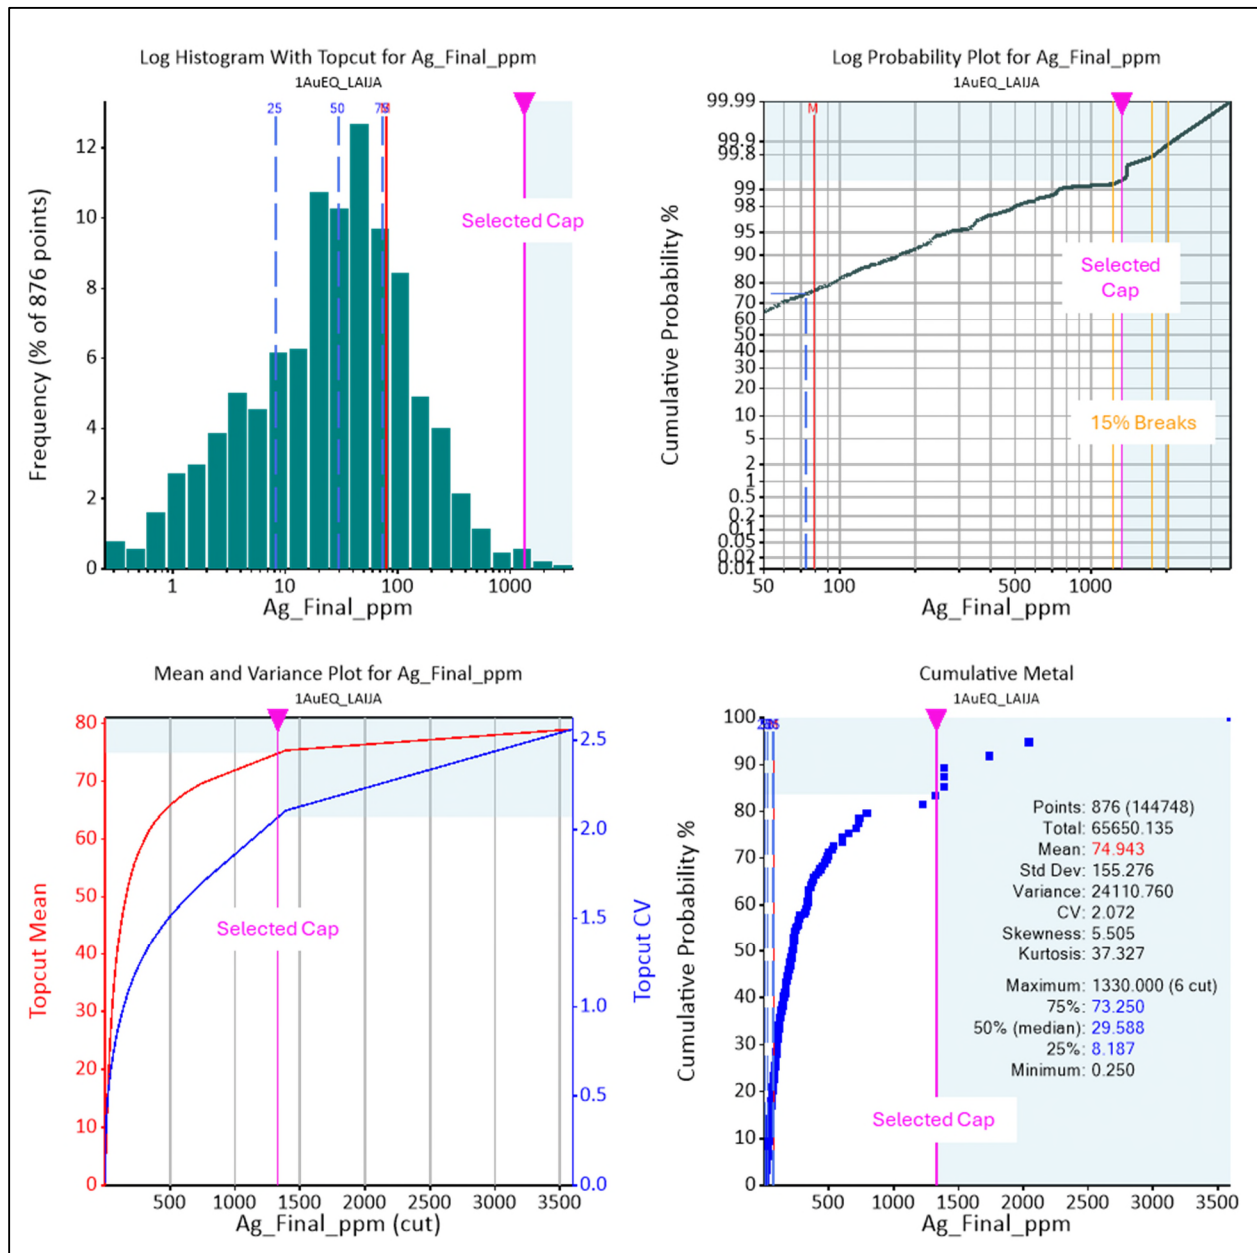 Log Histogram With Topcut for Ag_Final_ppm
1AuEQ_LAIJA
25 50
Selected Cap
Frequency (% of 876 points)
12
10
8
6
4
2
0
1 10 100 1000
Ag_Final_ppm
Log Probability Plot for Ag_Final_ppm
1AuEQ_LAIJA
M
99.99
99.9
99.8
99
98
95
90
80
70
60
50
40
30
20
10
5
2
1
0.5
0.2
0.1
0.05
0.02
0.01
Cumulative Probability %
Selected
Cap
15% Breaks
50 100 500 1000
Ag_Final_ppm
Mean and Variance Plot for Ag_Final_ppm
1AuEQ_LAIJA
80
70
60
50
40
30
20
10
0
Topcut Mean
Selected Cap
2.5
2.0
1.5
1.0
0.5
0.0
Topcut CV
500 1000 1500 2000 2500 3000 3500
Ag_Final_ppm (cut)
Cumulative Metal
1AuEQ_LAIJA
100
90
80
70
60
50
40
30
20
10
0
Cumulative Probability %
Points: 876 (144748)
Total: 65650.135
Mean: 74.943
Std Dev: 155.276
Variance: 24110.760
CV: 2.072
Skewness: 5.505
Kurtosis: 37.327
Maximum: 1330.000 (6 cut)
75%: 73.250
50% (median): 29.588
25%: 8.187
Minimum: 0.250
Selected Cap
500 1000 1500 2000 2500 3000 3500
Ag_Final_ppm